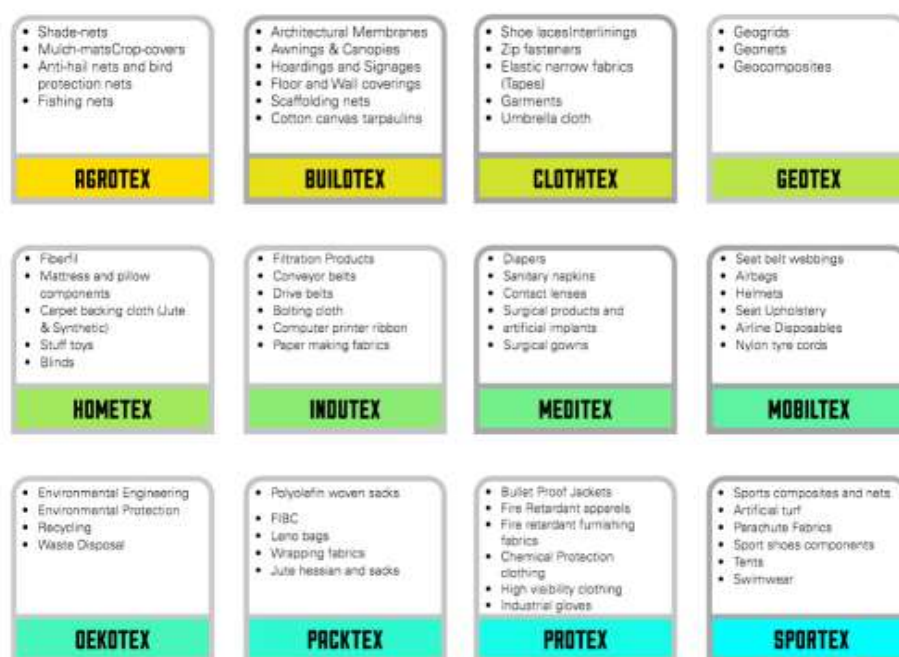 • Shade-nets
• Mulch-matsCrop-covers
• Anti-hail nets and bird
protection nets
• Fishing nets
AGROTEX
• Architectural Membranes
• Awnings & Canopies
• Hoardings and Signages
• Floor and Wall coverings
• Scaffolding nets
• Cotton canvas tarpaulins
BUILDTEX
• Shoe lacesInterlinings
• Zip fasteners
• Elastic narrow fabrics
(Tapes)
• Garments
• Umbrella cloth
CLOTHTEX
• Geogrids
• Geonets
• Geocomposites
GEOTEX
• Fiberfil
• Mattress and pillow
components
• Carpet backing cloth (Jute
& Synthetic)
• Stuff toys
• Blinds
HOMETEX
• Filtration Products
• Conveyor belts
• Drive belts
• Bolting cloth
• Computer printer ribbon
• Paper making fabrics
INDUTEX
• Diapers
• Sanitary napkins
• Contact lenses
• Surgical products and
• artificial implants
• Surgical gowns
MEDITEX
• Seat belt webbings
• Airbags
• Helmets
• Seat Upholstery
• Airline Disposables
• Nylon tyre cords
MOBILTEX
• Environmental Engineering
• Environmental Protection
• Recycling
• Waste Disposal
OEKOTEX
• Polyolefin woven sacks
• FIBC
• Leno bags
• Wrapping fabrics
• Jute hessian and sacks
PACKTEX
• Bullet Proof Jackets
• Fire Retardant apparels
• Fire retardant furnishing
fabrics
• Chemical Protection
clothing
• High visibility clothing
• Industrial gloves
PROTEX
• Sports composites and nets
• Artificial turf
• Parachute Fabrics
• Sport shoes components
• Tents
• Swimwear
SPORTEX